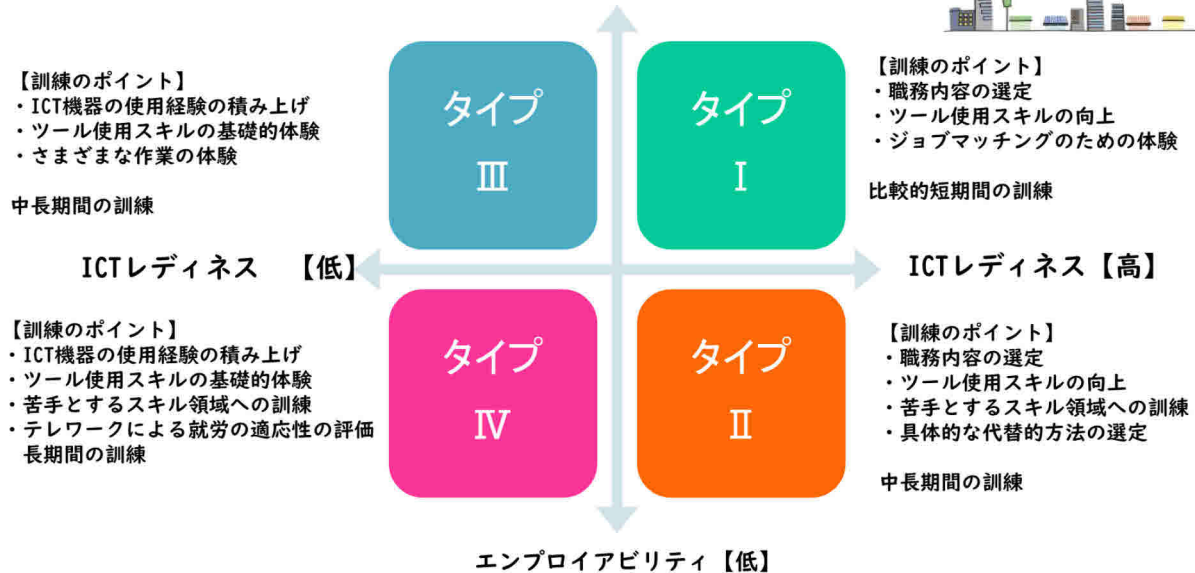 【訓練のポイント】
・ICT機器の使用経験の積み上げ
・ツール使用スキルの基礎的体験
・さまざまな作業の体験
中長期間の訓練
タイプ
Ⅲ
タイプ
Ⅰ
【訓練のポイント】
・職務内容の選定
・ツール使用スキルの向上
・ジョブマッチングのための体験
比較的短期間の訓練
ICTレディネス 【低】
ICTレディネス【高】
【訓練のポイント】
・ICT機器の使用経験の積み上げ
・ツール使用スキルの基礎的体験
・苦手とするスキル領域への訓練
・テレワークによる就労の適応性の評価
長期間の訓練
タイプ
Ⅳ
タイプ
Ⅱ
【訓練のポイント】
・職務内容の選定
・ツール使用スキルの向上
・苦手とするスキル領域への訓練
・具体的な代替的方法の選定
中長期間の訓練
エンプロイアビリティ【低】